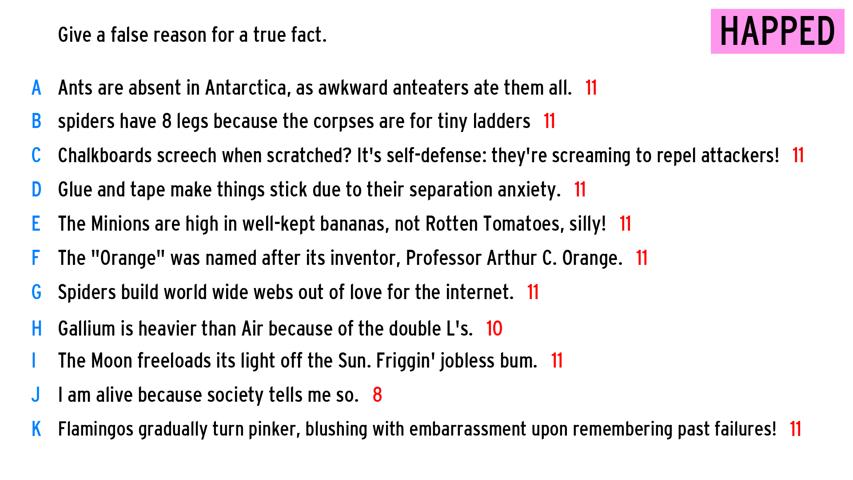 Give a false reason for a true fact.
HAPPED
A Ants are absent in Antarctica, as awkward anteaters ate them all. 11
B spiders have 8 legs because the corpses are for tiny ladders 11
C Chalkboards screech when scratched? It's self-defense: they're screaming to repel attackers! 11
D Glue and tape make things stick due to their separation anxiety. 11
E The Minions are high in well-kept bananas, not Rotten Tomatoes, silly! 11
F The "Orange" was named after its inventor, Professor Arthur C. Orange. 11
G Spiders build world wide webs out of love for the internet. 11
H Gallium is heavier than Air because of the double L's. 10
I The Moon freeloads its light off the Sun. Friggin' jobless bum. 11
J I am alive because society tells me so. 8
K Flamingos gradually turn pinker, blushing with embarrassment upon remembering past failures! 11